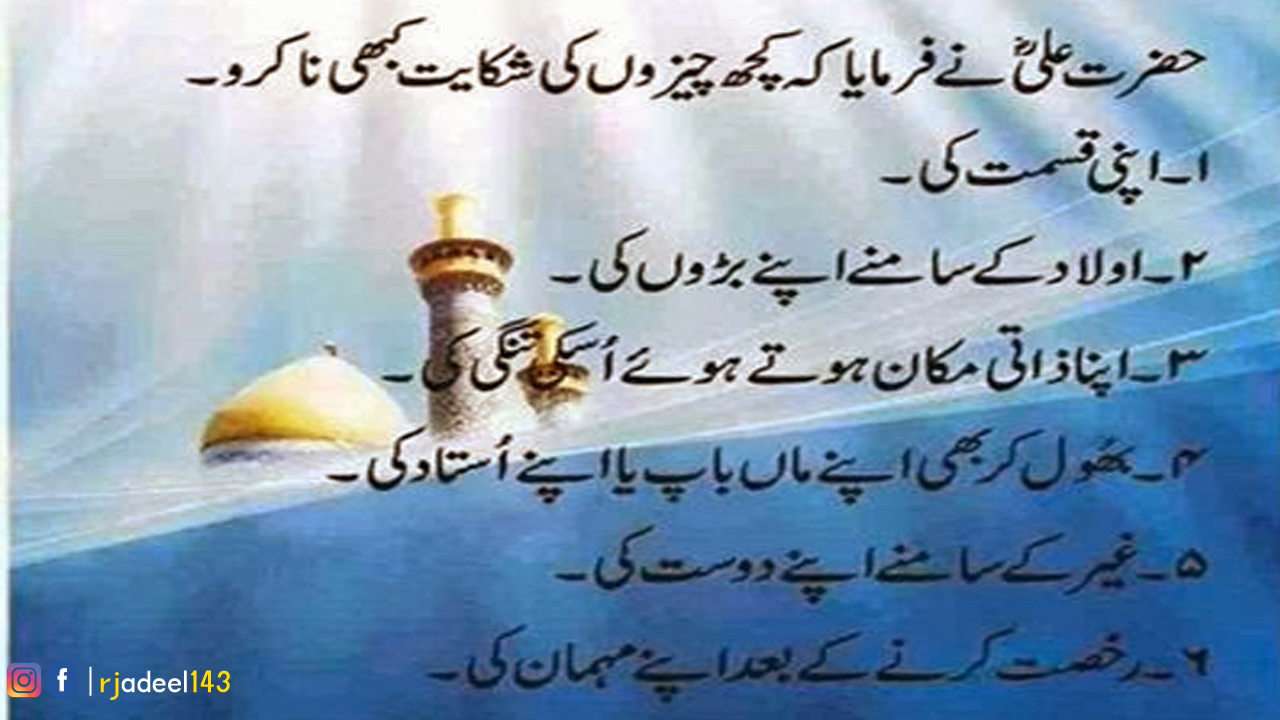 حضرت علیؓ نے فرمایا کہ کچھ چیزوں کی شکایت کبھی نا کرو۔
۱۔ اپنی قسمت کی۔
۲۔ اولاد کے سامنے اپنے بڑوں کی۔
۳۔ اپنا ذاتی مکان ہوتے ہوئے اُسکی تنگی کی۔
۴۔ بھُول کر بھی اپنے ماں باپ یا اپنے اُستاد کی۔
۵۔ غیر کے سامنے اپنے دوست کی۔
۶۔ رخصت کرنے کے بعد اپنے مہمان کی۔
f | rjadeel143